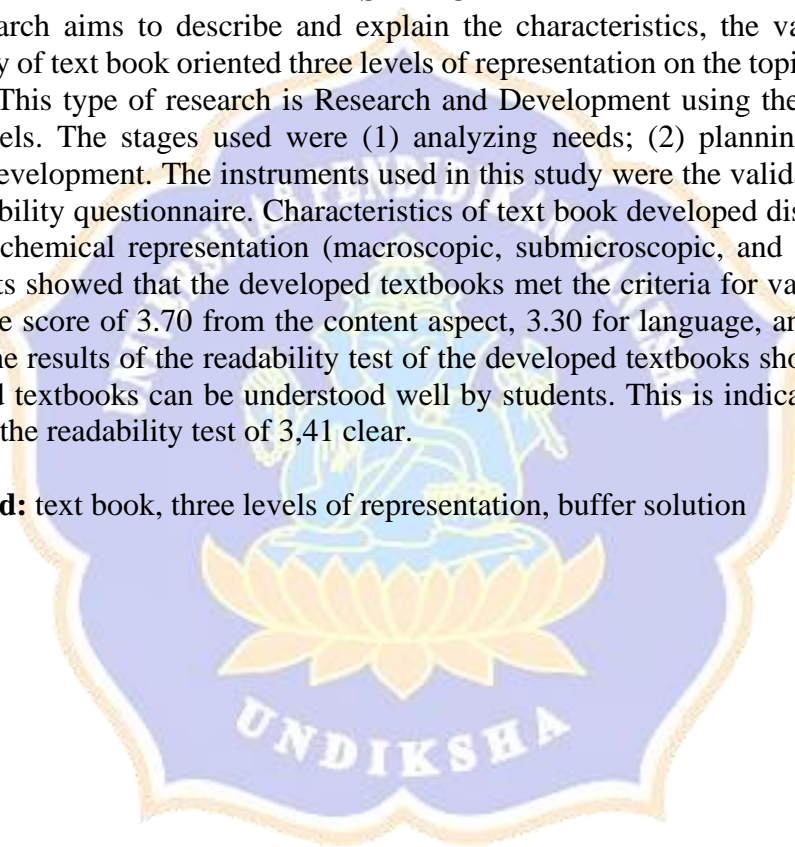 arch aims to describe and explain the characteristics, the va
y of text book oriented three levels of representation on the topi
This type of research is Research and Development using the
els. The stages used were (1) analyzing needs; (2) plannin
evelopment. The instruments used in this study were the valida
bility questionnaire. Characteristics of text book developed dis
chemical representation (macroscopic, submicroscopic, and
ts showed that the developed textbooks met the criteria for va
e score of 3.70 from the content aspect, 3.30 for language, an
he results of the readability test of the developed textbooks sho
d textbooks can be understood well by students. This is indica
the readability test of 3,41 clear.
d: text book, three levels of representation, buffer solution
UNIVERSITAS PENDIDIKAN GANESHA
UNDIKSHA